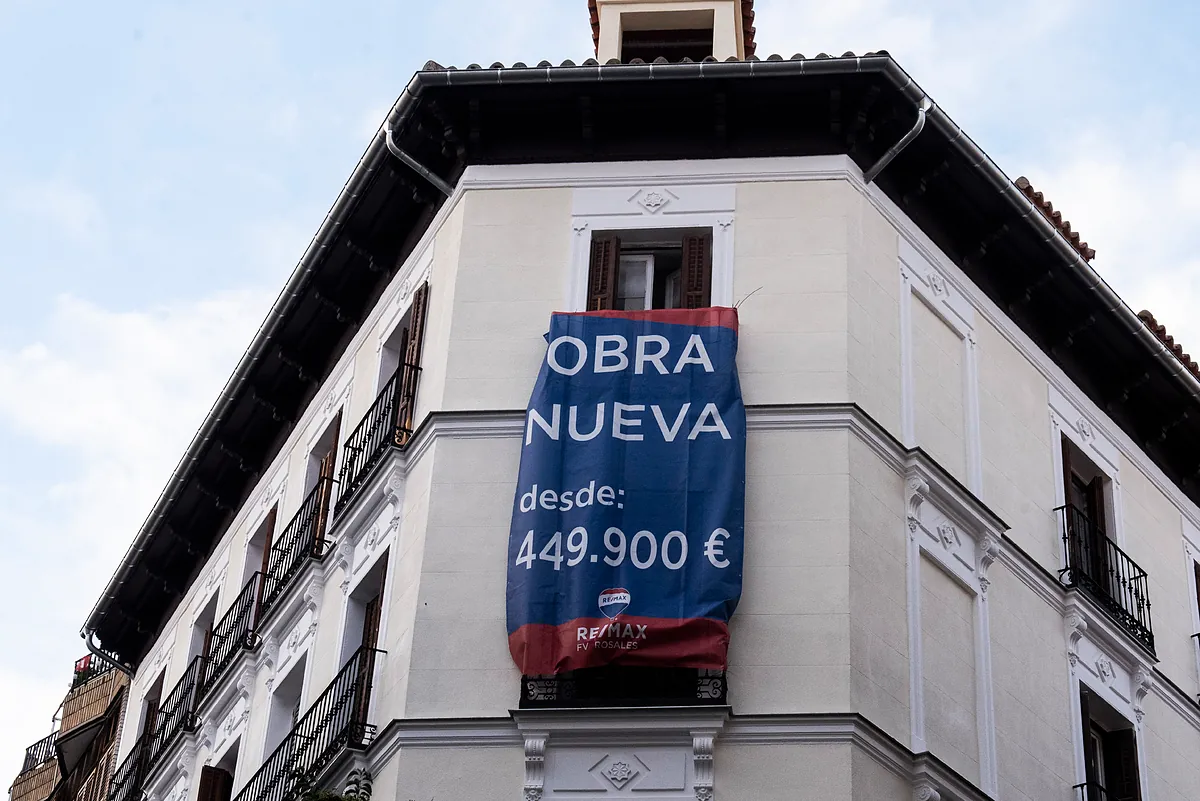 OBRA
NUEVA
desde:
449.900 €
RE/MAX
RE/MAX
FV ROSALES